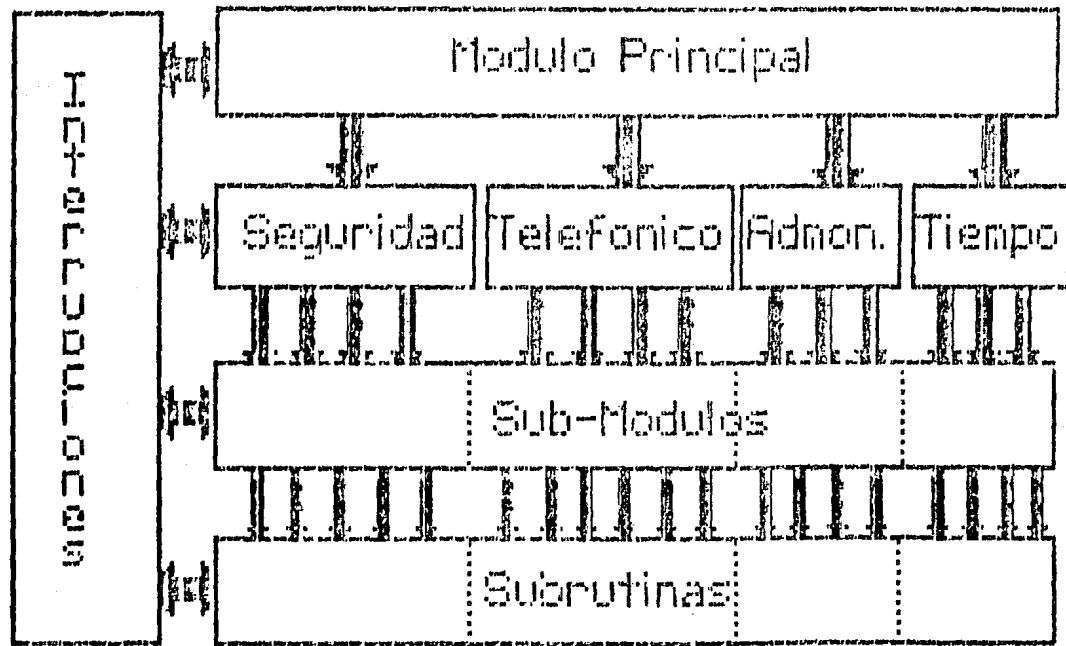 Interrupciones
Modulo Principal
Seguridad
Telefonico
Admon.
Tiempo
Sub-Modulos
Subrutinas